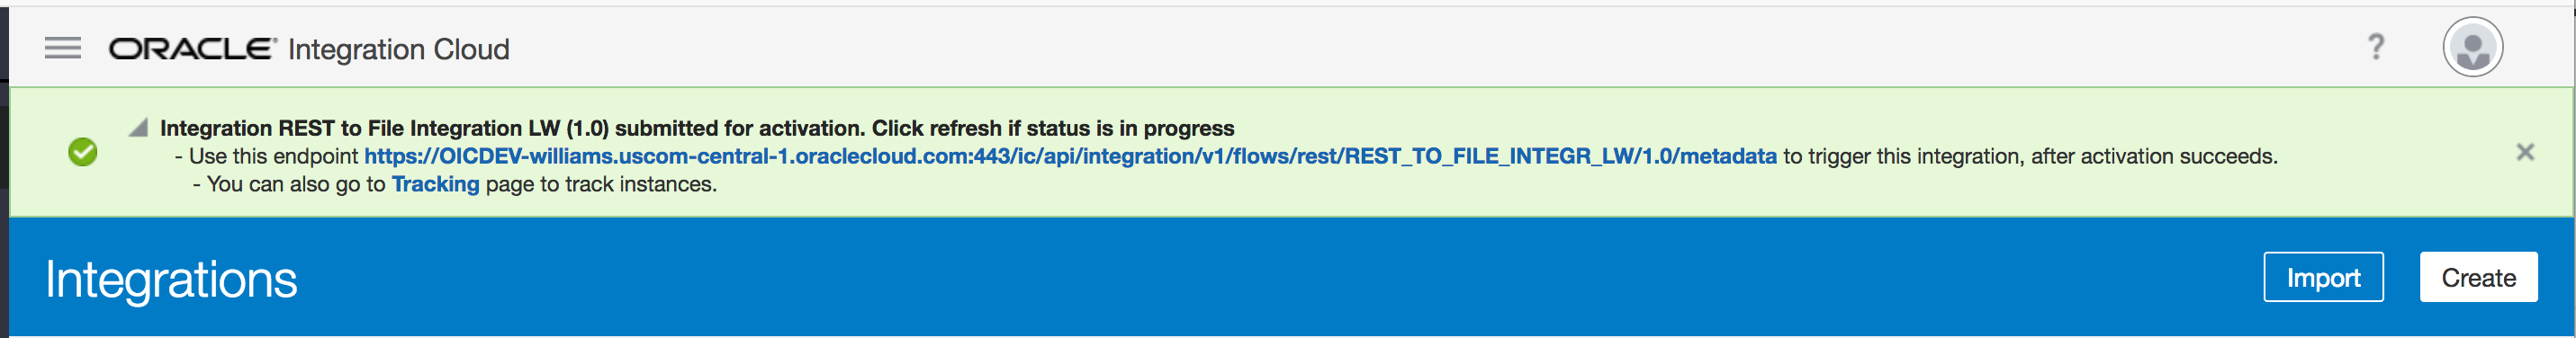 ORACLE Integration Cloud
?
Integration REST to File Integration LW (1.0) submitted for activation. Click refresh if status is in progress
- Use this endpoint https://OICDEV-williams.uscom-central-1.oraclecloud.com:443/ic/api/integration/v1/flows/rest/REST_TO_FILE_INTEGR_LW/1.0/metadata to trigger this integration, after activation succeeds.
- You can also go to Tracking page to track instances.
Integrations
Import
Create